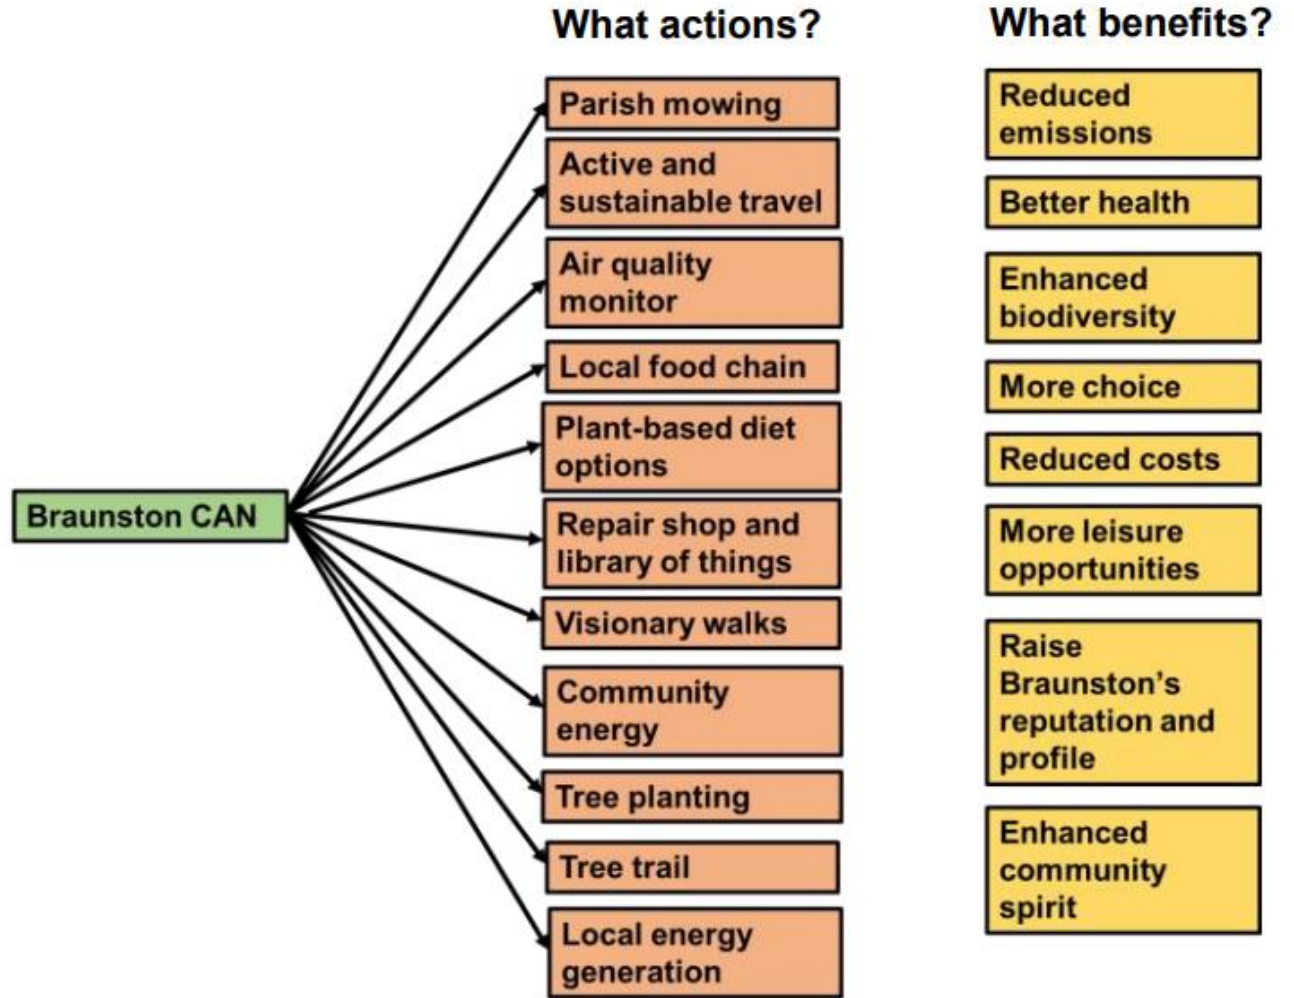 What actions?
What benefits?
Braunston CAN
Parish mowing
Active and
sustainable travel
Air quality
monitor
Local food chain
Plant-based diet
options
Repair shop and
library of things
Visionary walks
Community
energy
Tree planting
Tree trail
Local energy
generation
Reduced
emissions
Better health
Enhanced
biodiversity
More choice
Reduced costs
More leisure
opportunities
Raise
Braunston’s
reputation and
profile
Enhanced
community
spirit